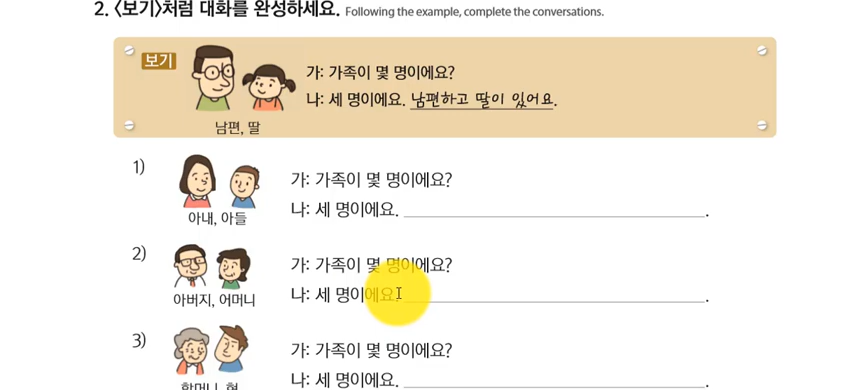 2. <보기>처럼 대화를 완성하세요. Following the example, complete the conversations.
보기
가: 가족이 몇 명이에요?
나: 세 명이에요. 남편하고 딸이 있어요.
남편, 딸
1)
가: 가족이 몇 명이에요?
나: 세 명이에요. .
아내, 아들
2)
가: 가족이 몇 명이에요?
나: 세 명이에요. .
아버지, 어머니
3)
가: 가족이 몇 명이에요?
나: 세 명이에요. .
할머니, 형